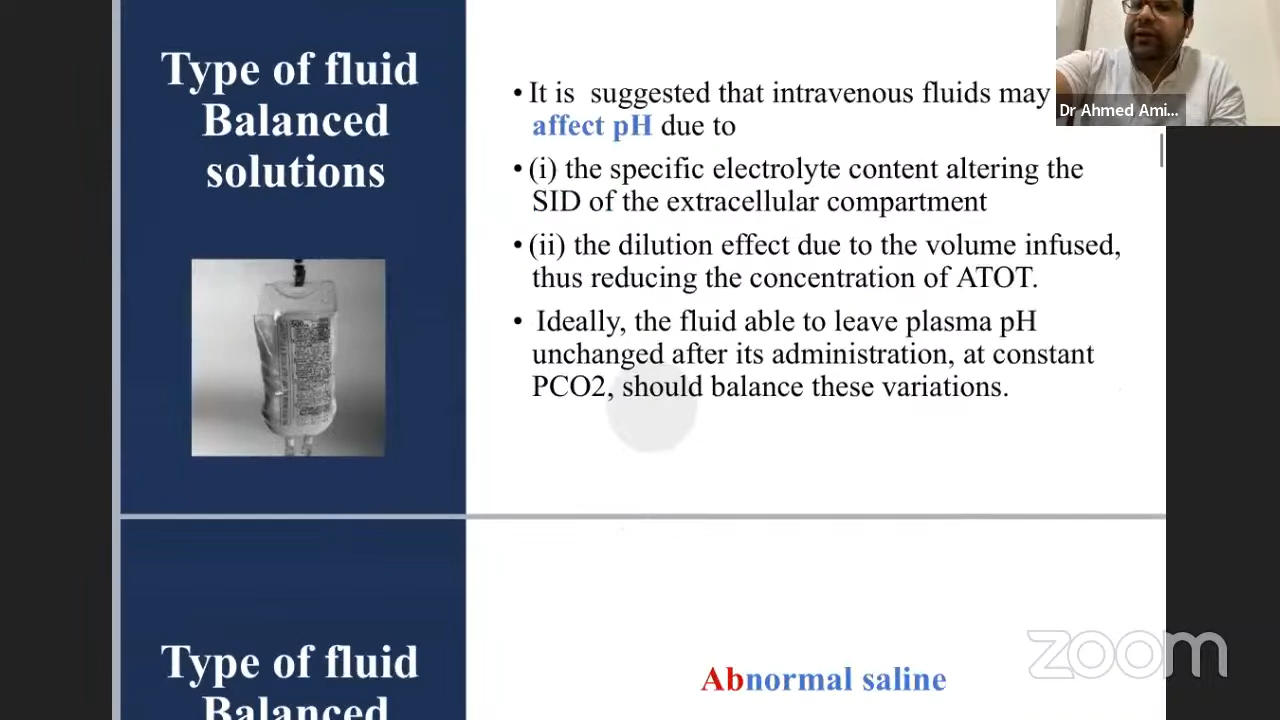 Type of fluid
Balanced
solutions
• It is suggested that intravenous fluids may
affect pH due to
• (i) the specific electrolyte content altering the
SID of the extracellular compartment
• (ii) the dilution effect due to the volume infused,
thus reducing the concentration of ATOT.
• Ideally, the fluid able to leave plasma pH
unchanged after its administration, at constant
PCO2, should balance these variations.
Dr Ahmed Ami...
Type of fluid
Balanced
Abnormal saline
zoom